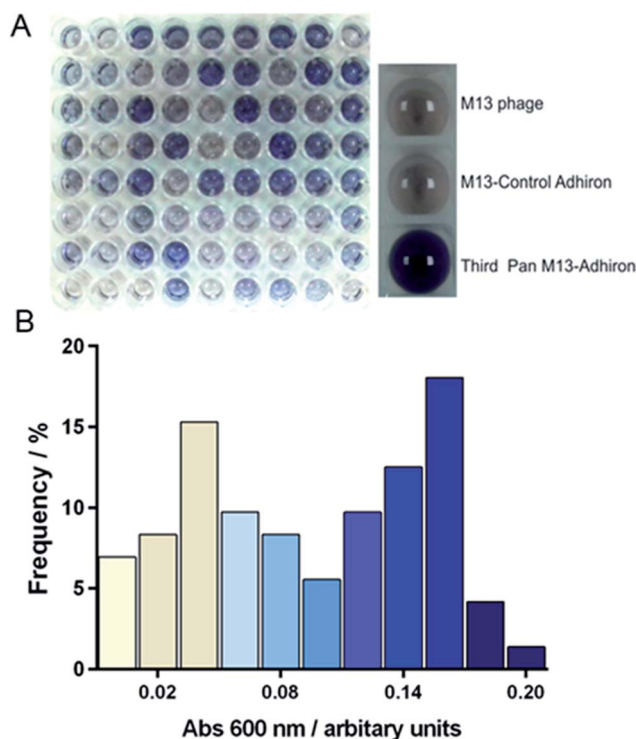 A
M13 phage
M13-Control Adhiron
Third Pan M13-Adhiron
B
Frequency / %
20
15
10
5
0
0.02 0.08 0.14 0.20
Abs 600 nm / arbitary units